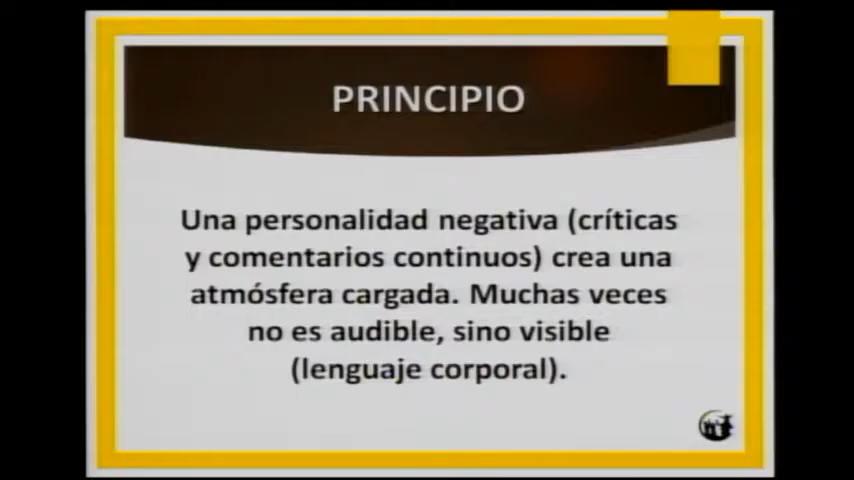 PRINCIPIO
Una personalidad negativa (críticas
y comentarios continuos) crea una
atmósfera cargada. Muchas veces
no es audible, sino visible
(lenguaje corporal).